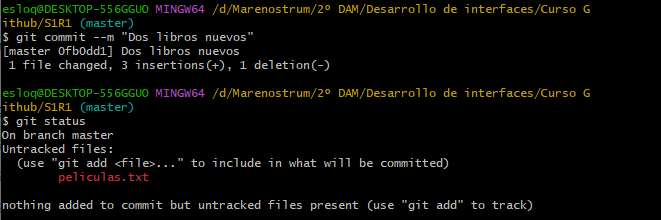 esloq@DESKTOP-556GGUO MINGW64 /d/Marenostrum/2º DAM/Desarrollo de interfaces/Curso G
ithub/S1R1 (master)
$ git commit --m "Dos libros nuevos"
[master 0fb0dd1] Dos libros nuevos
 1 file changed, 3 insertions(+), 1 deletion(-)

esloq@DESKTOP-556GGUO MINGW64 /d/Marenostrum/2º DAM/Desarrollo de interfaces/Curso G
ithub/S1R1 (master)
$ git status
On branch master
Untracked files:
  (use "git add <file>..." to include in what will be committed)
        peliculas.txt

nothing added to commit but untracked files present (use "git add" to track)